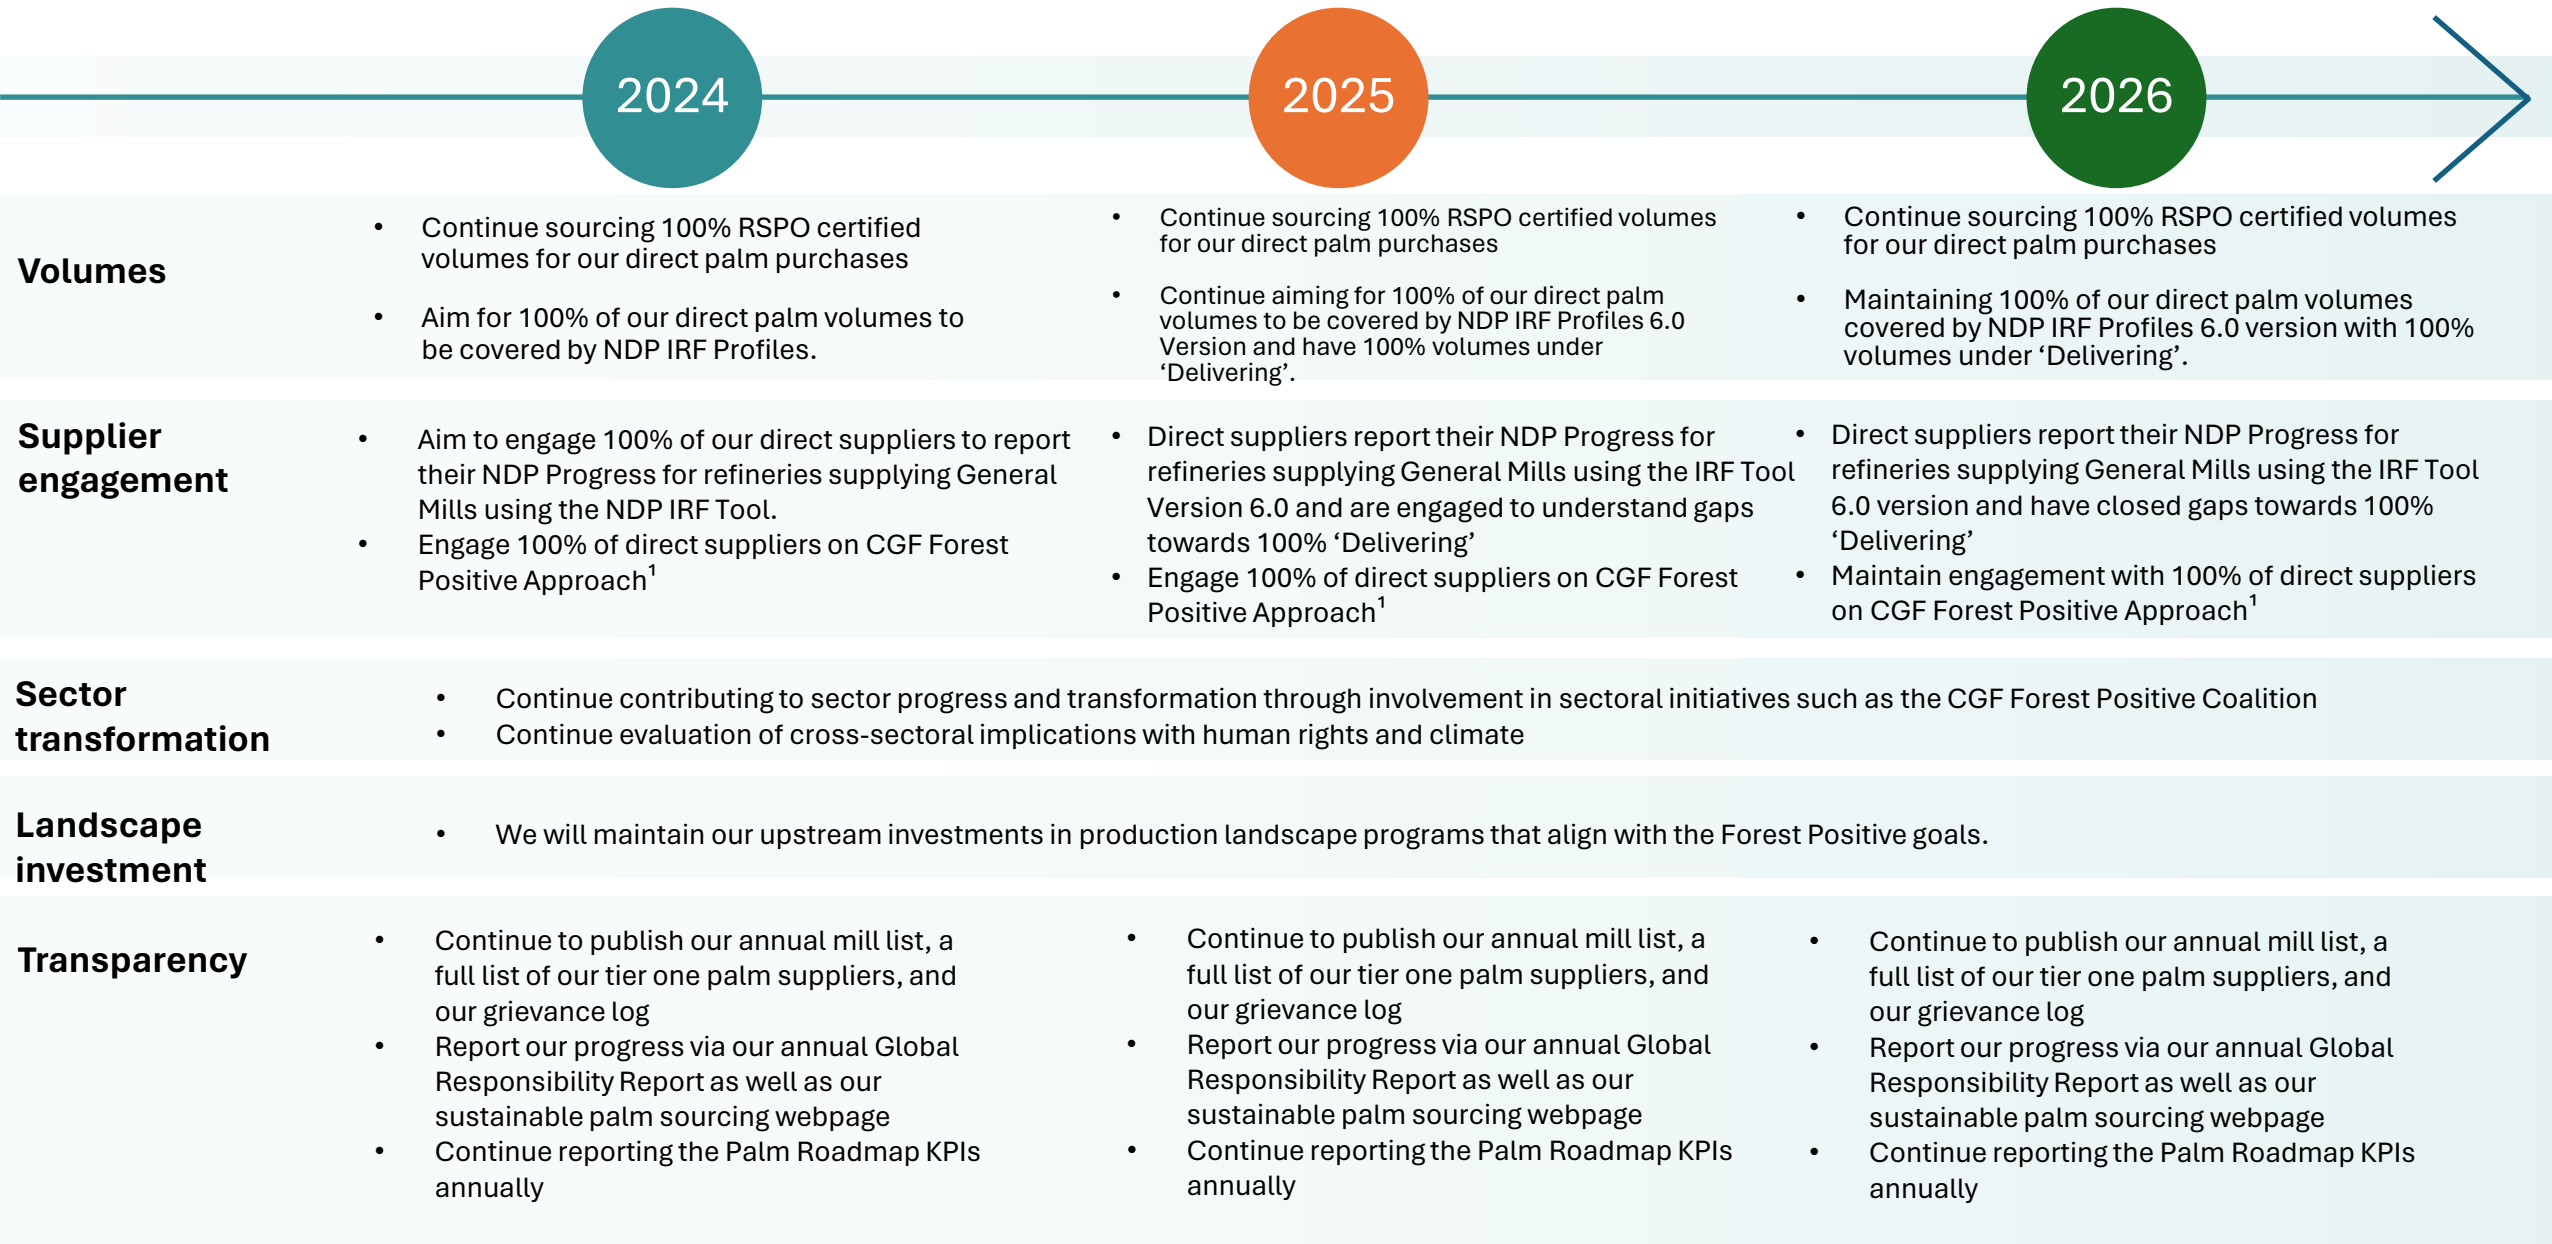 2024
2025
2026
Volumes
• Continue sourcing 100% RSPO certified
volumes for our direct palm purchases
• Aim for 100% of our direct palm volumes to
be covered by NDP IRF Profiles.
• Continue sourcing 100% RSPO certified volumes
for our direct palm purchases
• Continue aiming for 100% of our direct palm
volumes to be covered by NDP IRF Profiles 6.0
Version and have 100% volumes under
‘Delivering’.
• Continue sourcing 100% RSPO certified volumes
for our direct palm purchases
• Maintaining 100% of our direct palm volumes
covered by NDP IRF Profiles 6.0 version with 100%
volumes under ‘Delivering’.
Supplier
engagement
• Aim to engage 100% of our direct suppliers to report
their NDP Progress for refineries supplying General
Mills using the NDP IRF Tool.
• Engage 100% of direct suppliers on CGF Forest
Positive Approach¹
• Direct suppliers report their NDP Progress for
refineries supplying General Mills using the IRF Tool
Version 6.0 and are engaged to understand gaps
towards 100% ‘Delivering’
• Engage 100% of direct suppliers on CGF Forest
Positive Approach¹
• Direct suppliers report their NDP Progress for
refineries supplying General Mills using the IRF Tool
6.0 version and have closed gaps towards 100%
‘Delivering’
• Maintain engagement with 100% of direct suppliers
on CGF Forest Positive Approach¹
Sector
transformation
• Continue contributing to sector progress and transformation through involvement in sectoral initiatives such as the CGF Forest Positive Coalition
• Continue evaluation of cross-sectoral implications with human rights and climate
Landscape
investment
• We will maintain our upstream investments in production landscape programs that align with the Forest Positive goals.
Transparency
• Continue to publish our annual mill list, a
full list of our tier one palm suppliers, and
our grievance log
• Report our progress via our annual Global
Responsibility Report as well as our
sustainable palm sourcing webpage
• Continue reporting the Palm Roadmap KPIs
annually
• Continue to publish our annual mill list, a
full list of our tier one palm suppliers, and
our grievance log
• Report our progress via our annual Global
Responsibility Report as well as our
sustainable palm sourcing webpage
• Continue reporting the Palm Roadmap KPIs
annually
• Continue to publish our annual mill list, a
full list of our tier one palm suppliers, and
our grievance log
• Report our progress via our annual Global
Responsibility Report as well as our
sustainable palm sourcing webpage
• Continue reporting the Palm Roadmap KPIs
annually